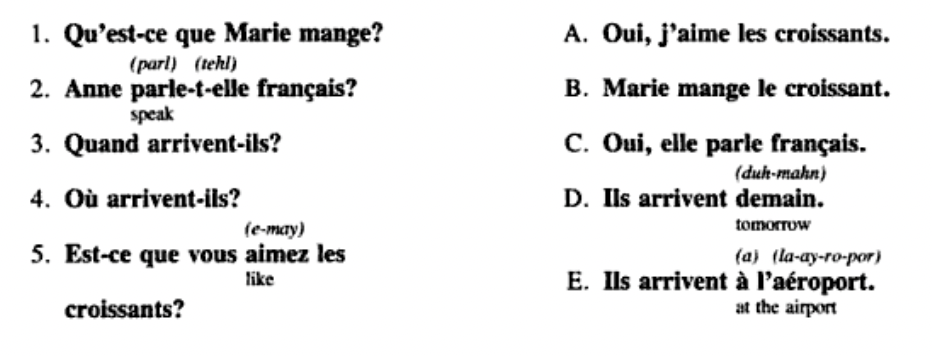 1. Qu'est-ce que Marie mange?
(parl) (tehl)
2. Anne parle-t-elle français?
speak
3. Quand arrivent-ils?
4. Où arrivent-ils?
(e-may)
5. Est-ce que vous aimez les
like
croissants?
A. Oui, j'aime les croissants.
B. Marie mange le croissant.
C. Oui, elle parle français.
(duh-mahn)
D. Ils arrivent demain.
tomorrow
(a) (la-ay-ro-por)
E. Ils arrivent à l'aéroport.
at the airport